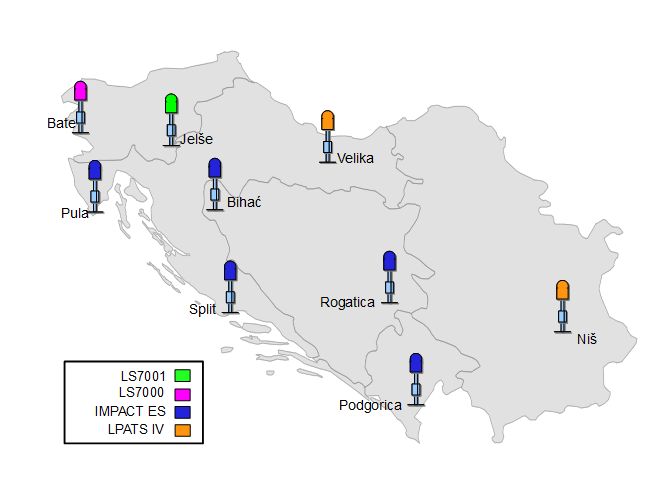 Bate
Jelše
Velika
Pula
Bihać
Split
Rogatica
Niš
Podgorica
LS7001
LS7000
IMPACT ES
LPATS IV